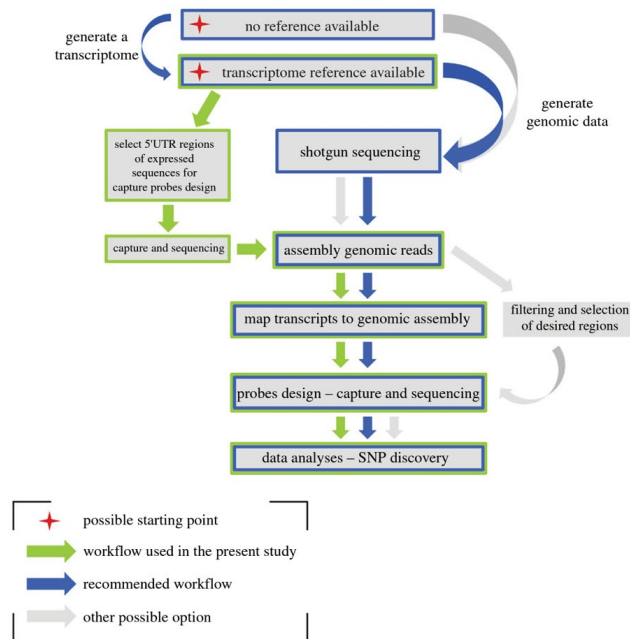 generate a
transcriptome
no reference available
transcriptome reference available
generate
genomic data
select 5'UTR regions
of expressed
sequences for
capture probes design
shotgun sequencing
capture and sequencing
assembly genomic reads
map transcripts to genomic assembly
filtering and selection
of desired regions
probes design – capture and sequencing
data analyses – SNP discovery
possible starting point
workflow used in the present study
recommended workflow
other possible option